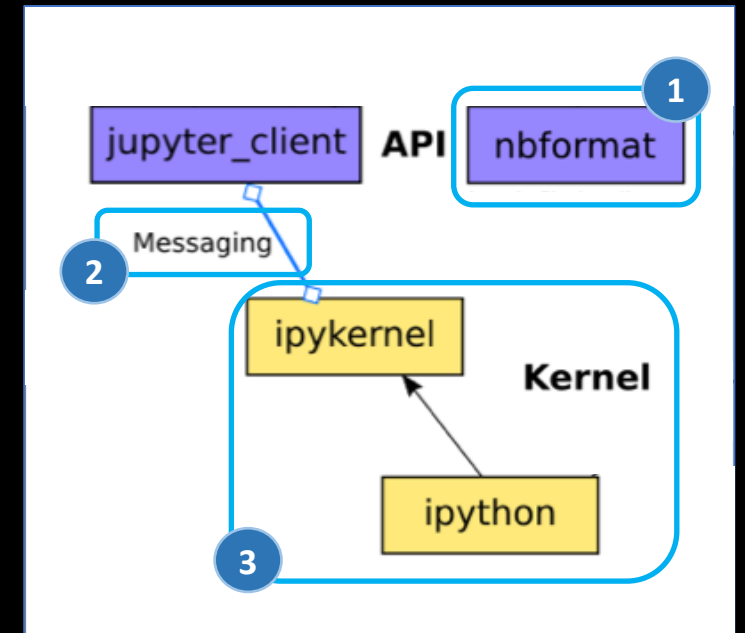 1
jupyter_client API nbformat
Messaging
2
ipykernel
Kernel
ipython
3